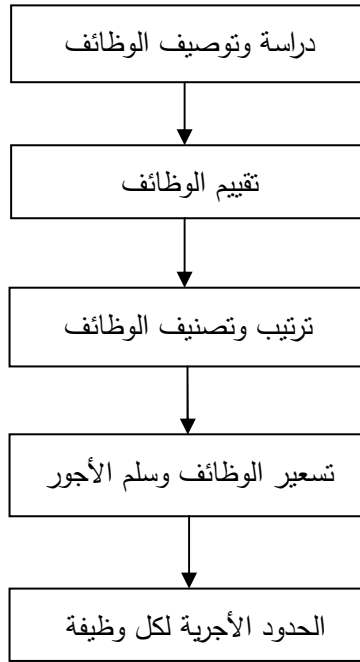 دراسة وتوصيف الوظائف
تقييم الوظائف
ترتيب وتصنيف الوظائف
تسعير الوظائف وسلم الأجور
الحدود الأجرية لكل وظيفة